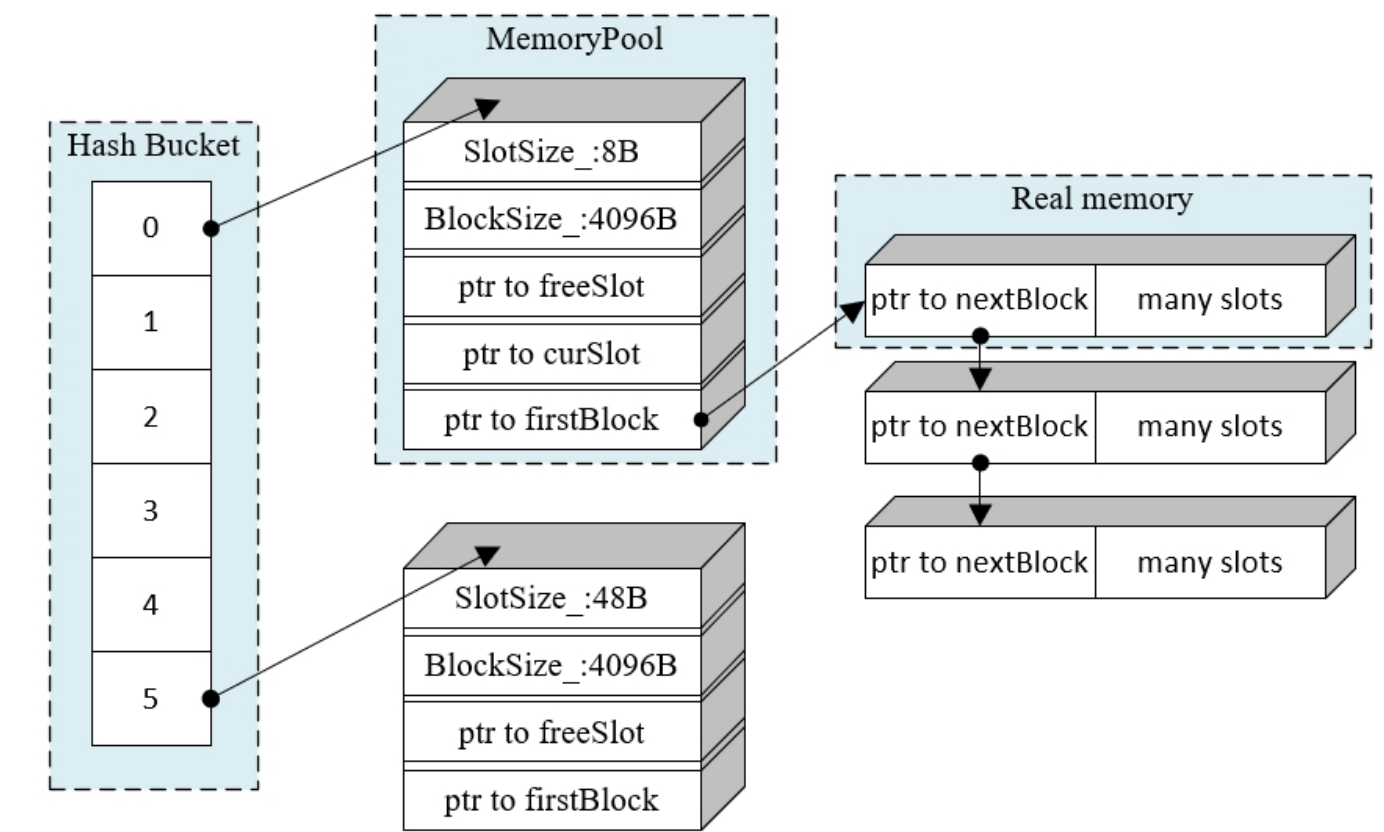 Hash Bucket
0
1
2
3
4
5
MemoryPool
SlotSize_:8B
BlockSize_:4096B
ptr to freeSlot
ptr to curSlot
ptr to firstBlock
SlotSize_:48B
BlockSize_:4096B
ptr to freeSlot
ptr to firstBlock
Real memory
ptr to nextBlock many slots
ptr to nextBlock many slots
ptr to nextBlock many slots